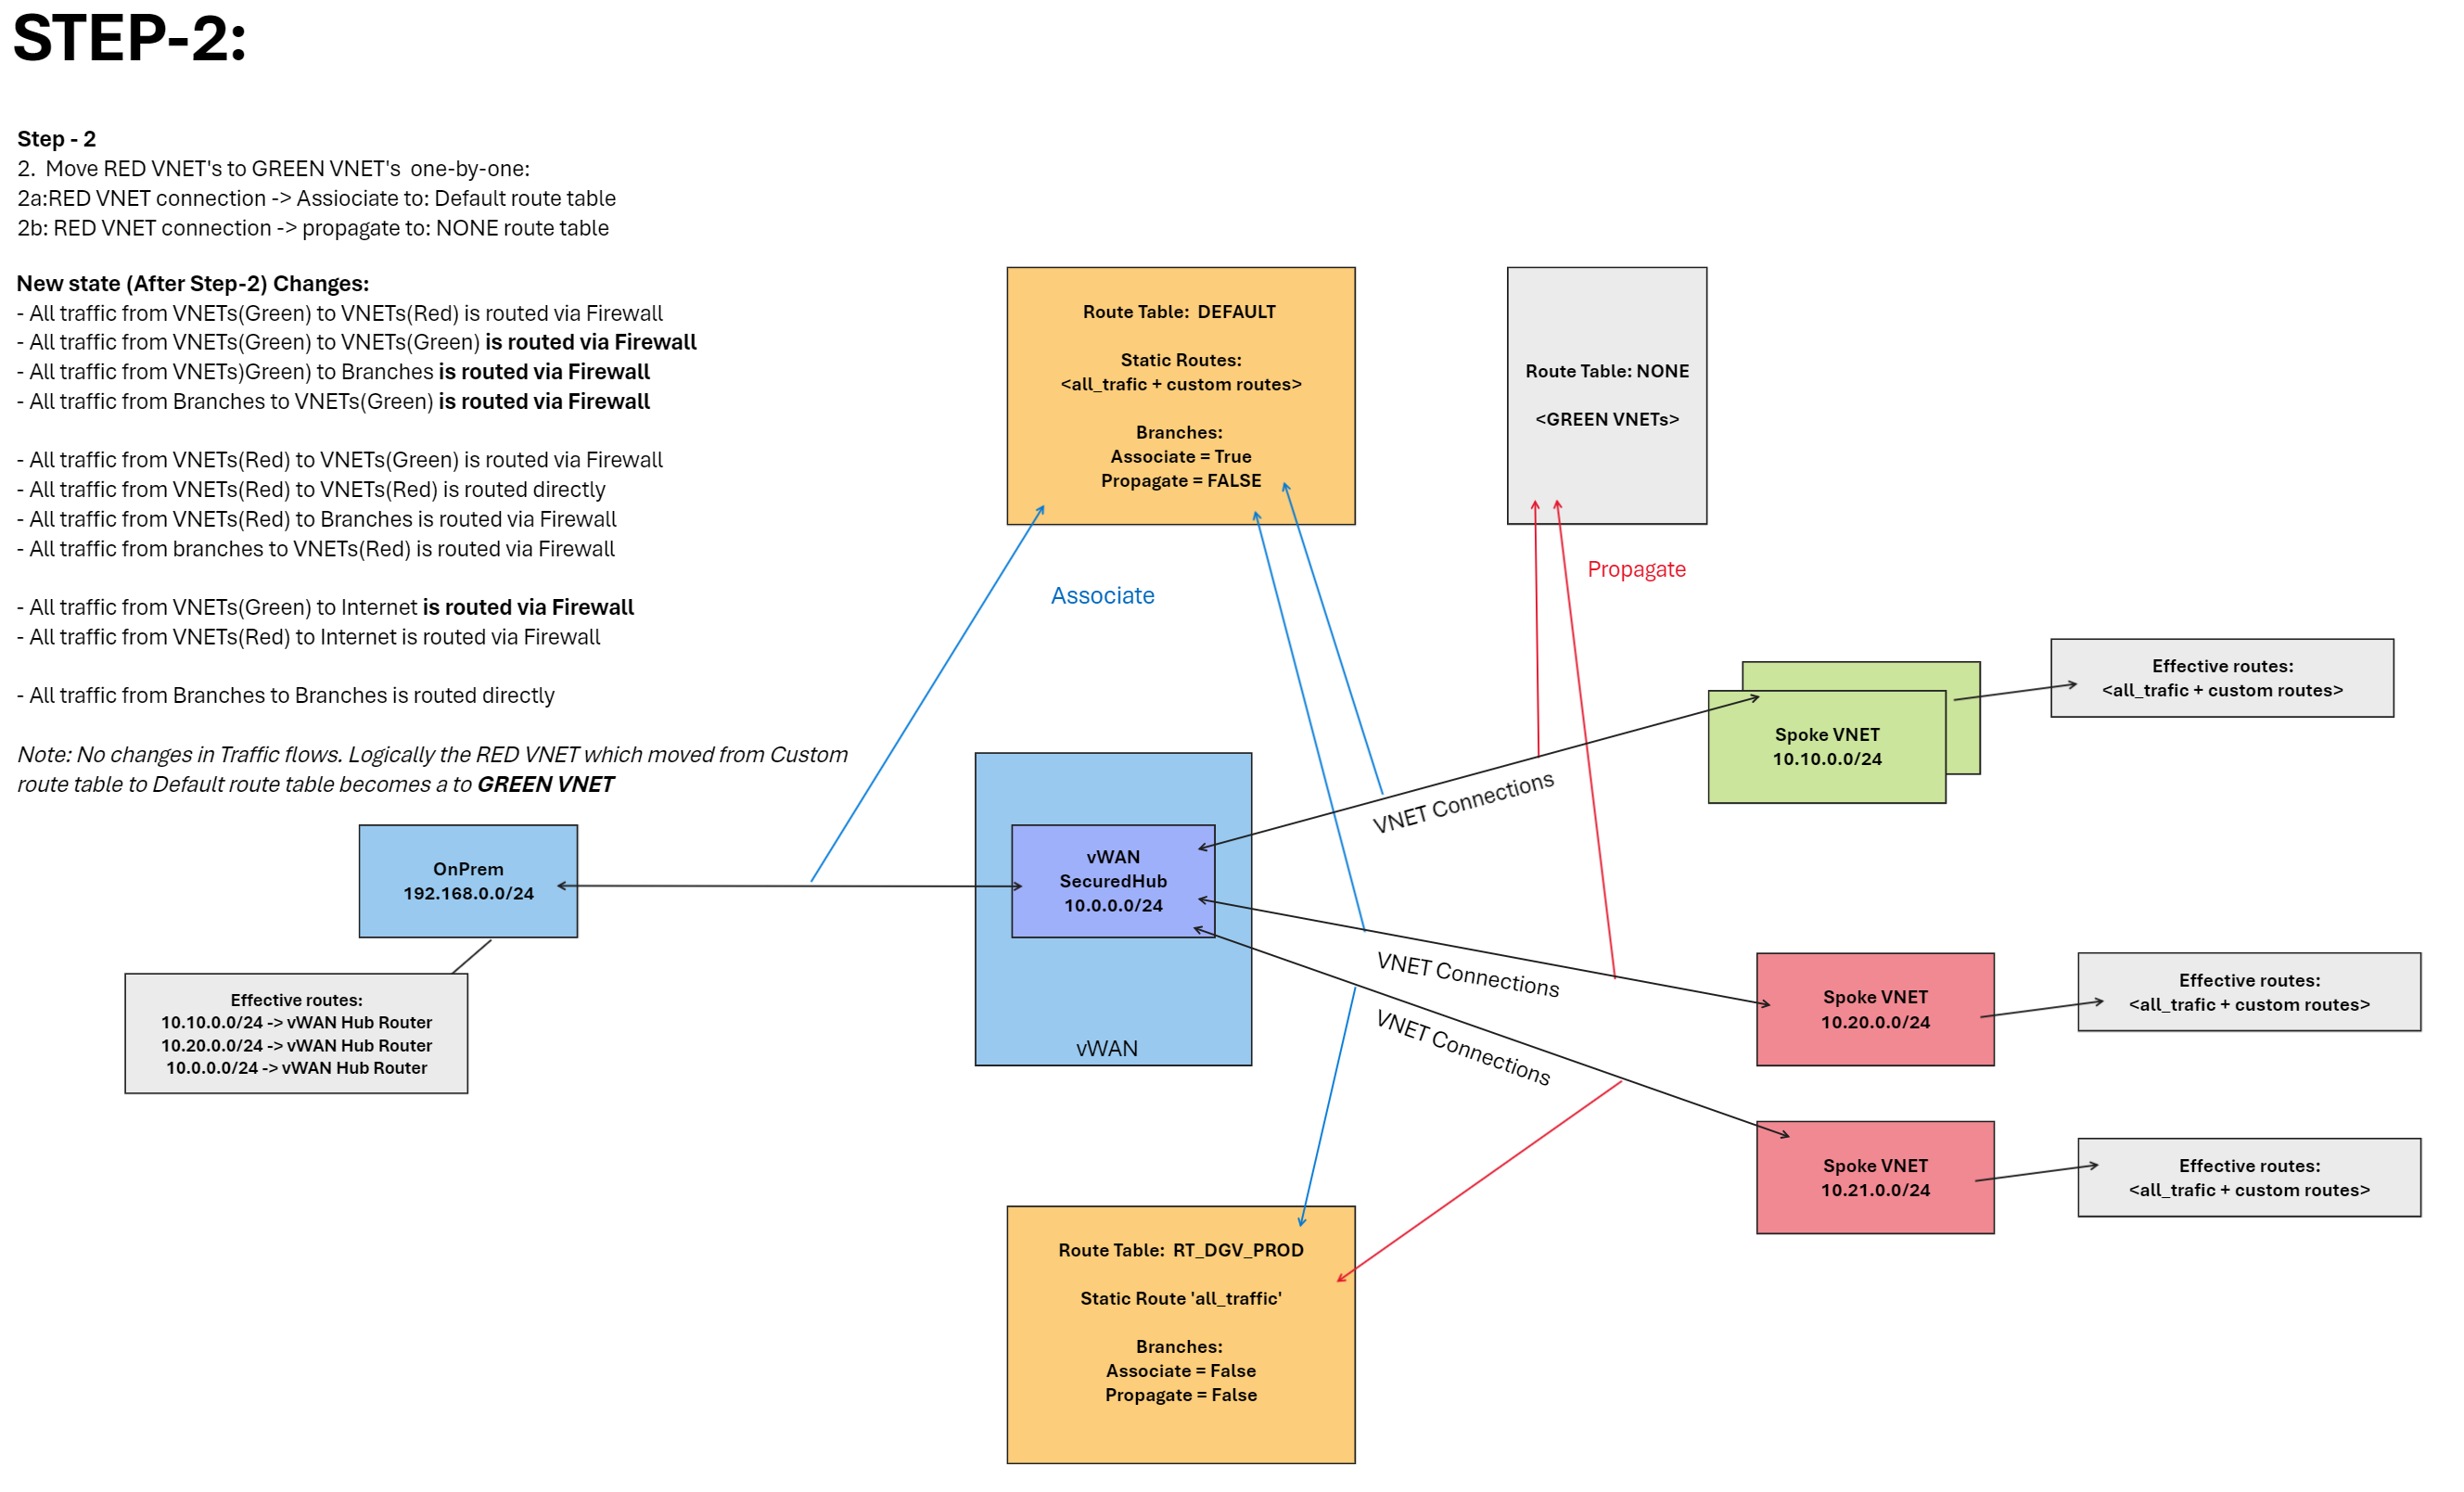 STEP-2:
Step - 2
2.  Move RED VNET's to GREEN VNET's  one-by-one:
2a:RED VNET connection -> Assiociate to: Default route table
2b: RED VNET connection -> propagate to: NONE route table
New state (After Step-2) Changes:
- All traffic from VNETs(Green) to VNETs(Red) is routed via Firewall
- All traffic from VNETs(Green) to VNETs(Green) is routed via Firewall
- All traffic from VNETs)Green) to Branches is routed via Firewall
- All traffic from Branches to VNETs(Green) is routed via Firewall
- All traffic from VNETs(Red) to VNETs(Green) is routed via Firewall
- All traffic from VNETs(Red) to VNETs(Red) is routed directly
- All traffic from VNETs(Red) to Branches is routed via Firewall
- All traffic from branches to VNETs(Red) is routed via Firewall
- All traffic from VNETs(Green) to Internet is routed via Firewall
- All traffic from VNETs(Red) to Internet is routed via Firewall
- All traffic from Branches to Branches is routed directly
Note: No changes in Traffic flows. Logically the RED VNET which moved from Custom
route table to Default route table becomes a to GREEN VNET
Route Table:  DEFAULT
Static Routes:
<all_trafic + custom routes>
Branches:
Associate = True
Propagate = FALSE
Route Table: NONE
<GREEN VNETs>
Associate
Propagate
Effective routes:
<all_trafic + custom routes>
Spoke VNET
10.10.0.0/24
VNET Connections
OnPrem
192.168.0.0/24
vWAN
SecuredHub
10.0.0.0/24
vWAN
Effective routes:
10.10.0.0/24 -> vWAN Hub Router
10.20.0.0/24 -> vWAN Hub Router
10.0.0.0/24 -> vWAN Hub Router
VNET Connections
Spoke VNET
10.20.0.0/24
Effective routes:
<all_trafic + custom routes>
VNET Connections
Spoke VNET
10.21.0.0/24
Effective routes:
<all_trafic + custom routes>
Route Table:  RT_DGV_PROD
Static Route 'all_traffic'
Branches:
Associate = False
Propagate = False